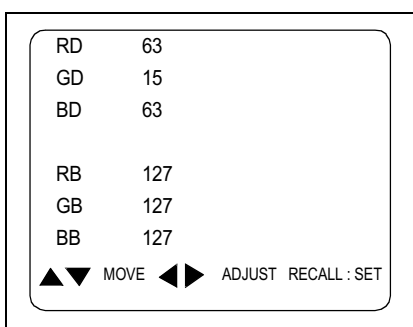 RD 63
GD 15
BD 63
RB 127
GB 127
BB 127
▲▼ MOVE ◀▶ ADJUST RECALL : SET